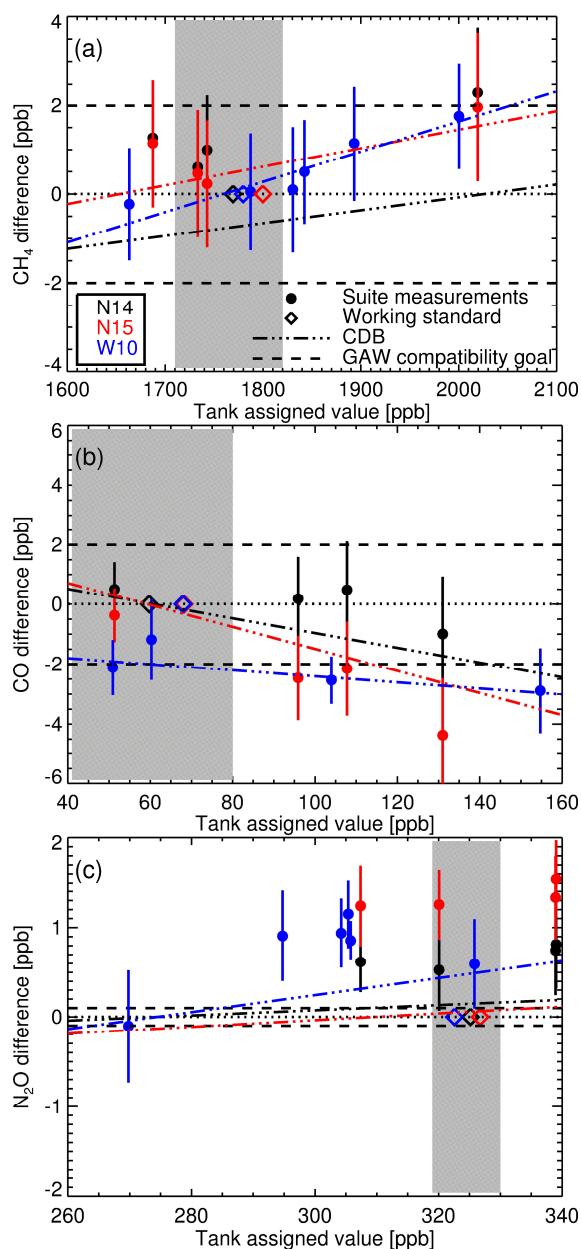 (a)
4
2
0
-2
-4
CH4 difference [ppb]
N14
N15
W10
Suite measurements
Working standard
CDB
GAW compatibility goal
1600 1700 1800 1900 2000 2100
Tank assigned value [ppb]
(b)
6
4
2
0
-2
-4
-6
CO difference [ppb]
40 60 80 100 120 140 160
Tank assigned value [ppb]
(c)
2
1
0
-1
-2
N2O difference [ppb]
260 280 300 320 340
Tank assigned value [ppb]